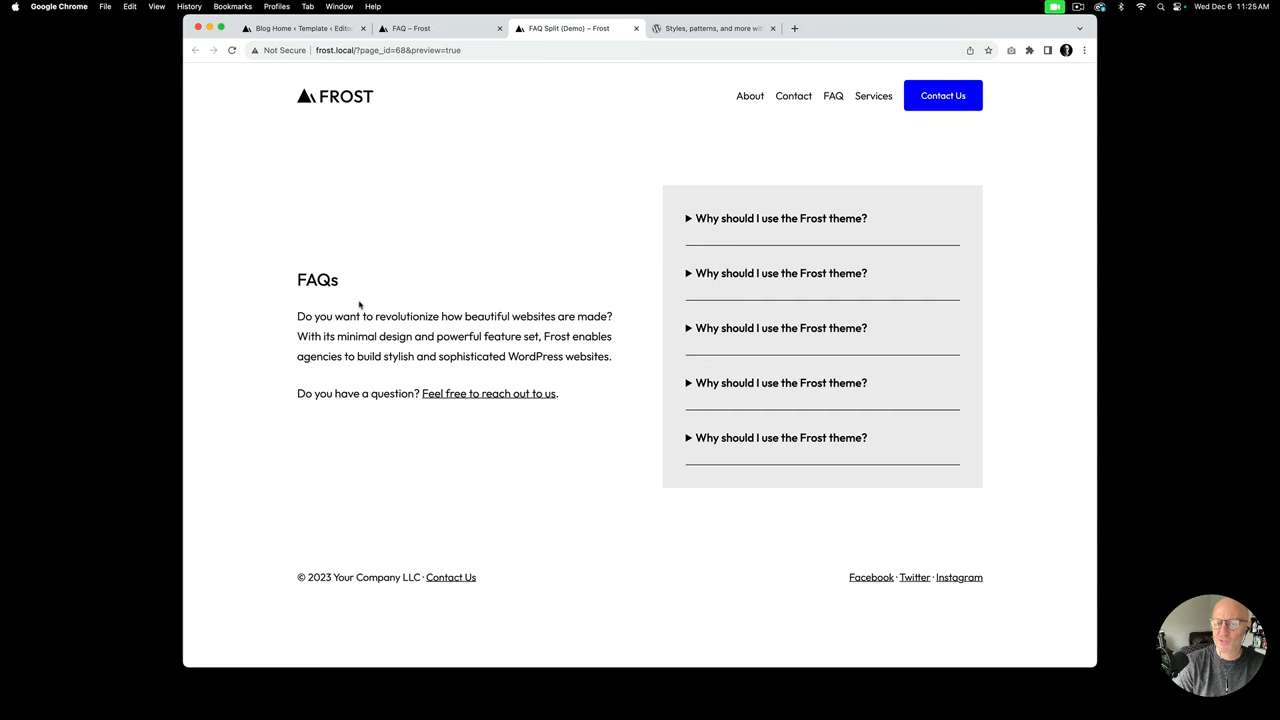 Google Chrome File Edit View History Bookmarks Profiles Tab Window Help
Wed Dec 6 11:25 AM
Blog Home ‹ Template ‹ Editor
FAQ – Frost
FAQ Split (Demo) – Frost
Styles, patterns, and more wit
Not Secure frost.local/?page_id=68&preview=true
FROST
About Contact FAQ Services Contact Us
Why should I use the Frost theme?
Why should I use the Frost theme?
Why should I use the Frost theme?
Why should I use the Frost theme?
Why should I use the Frost theme?
FAQs
Do you want to revolutionize how beautiful websites are made?
With its minimal design and powerful feature set, Frost enables
agencies to build stylish and sophisticated WordPress websites.
Do you have a question? Feel free to reach out to us.
© 2023 Your Company LLC · Contact Us
Facebook · Twitter · Instagram